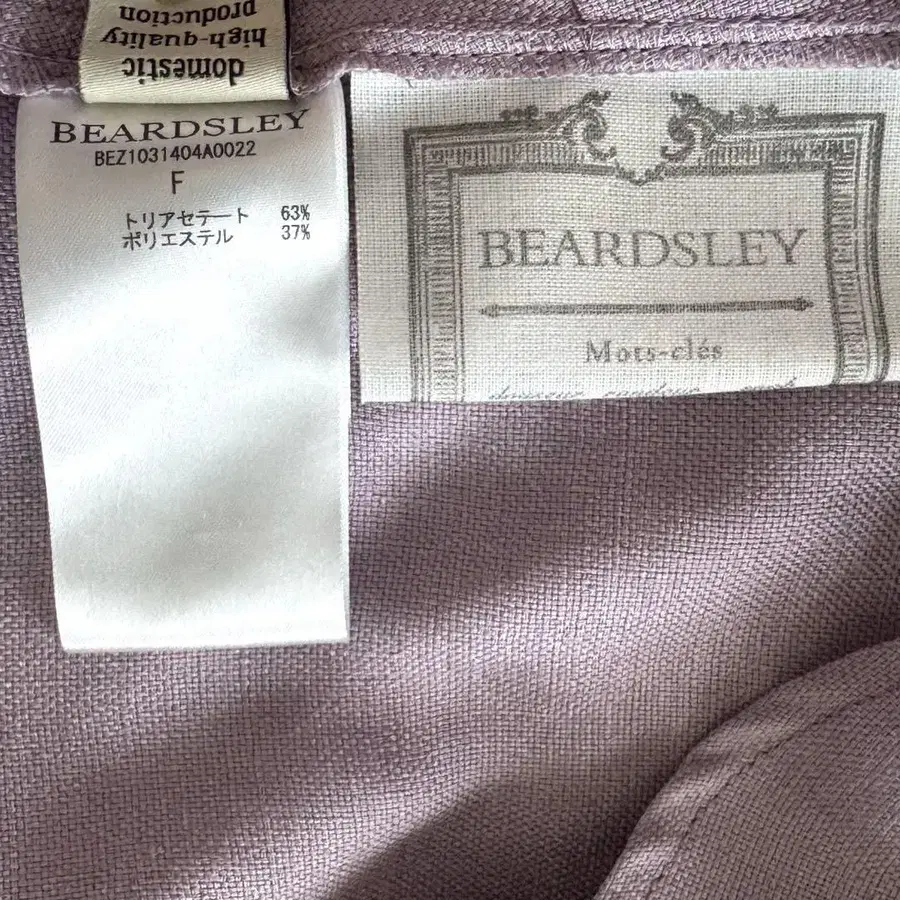 domestic
high-quality
production
BEARDSLEY
BEZ1031404A0022
F
トリアセテート 63%
ポリエステル 37%
BEARDSLEY
Mots-clés